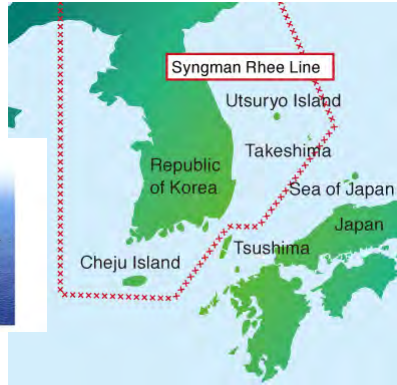 Syngman Rhee Line
Utsuryo Island
Takeshima
Republic
of Korea
Sea of Japan
Japan
Tsushima
Cheju Island